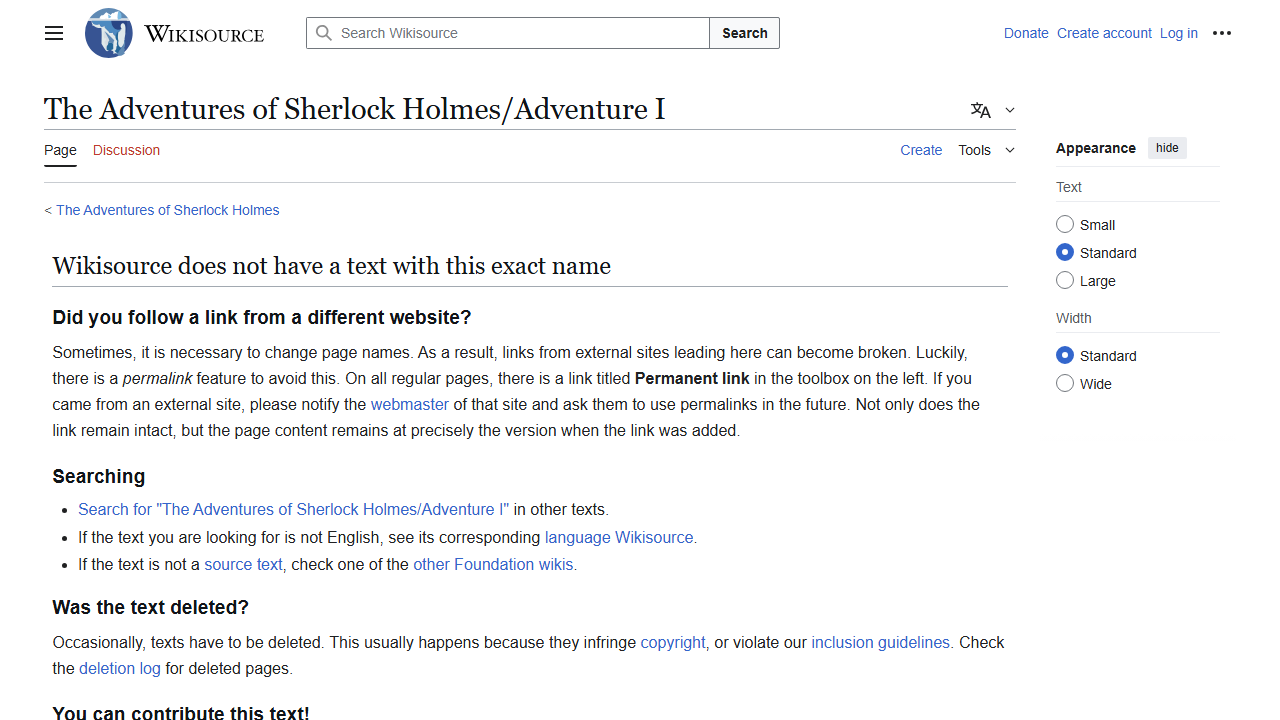 WIKISOURCE
Search Wikisource
Search
Donate
Create account
Log in
The Adventures of Sherlock Holmes/Adventure I
Page
Discussion
Create
Tools
< The Adventures of Sherlock Holmes
Wikisource does not have a text with this exact name
Did you follow a link from a different website?
Sometimes, it is necessary to change page names. As a result, links from external sites leading here can become broken. Luckily,
there is a permalink feature to avoid this. On all regular pages, there is a link titled Permanent link in the toolbox on the left. If you
came from an external site, please notify the webmaster of that site and ask them to use permalinks in the future. Not only does the
link remain intact, but the page content remains at precisely the version when the link was added.
Searching
• Search for "The Adventures of Sherlock Holmes/Adventure I" in other texts.
• If the text you are looking for is not English, see its corresponding language Wikisource.
• If the text is not a source text, check one of the other Foundation wikis.
Was the text deleted?
Occasionally, texts have to be deleted. This usually happens because they infringe copyright, or violate our inclusion guidelines. Check
the deletion log for deleted pages.
You can contribute this text!
Appearance
hide
Text
Small
Standard
Large
Width
Standard
Wide